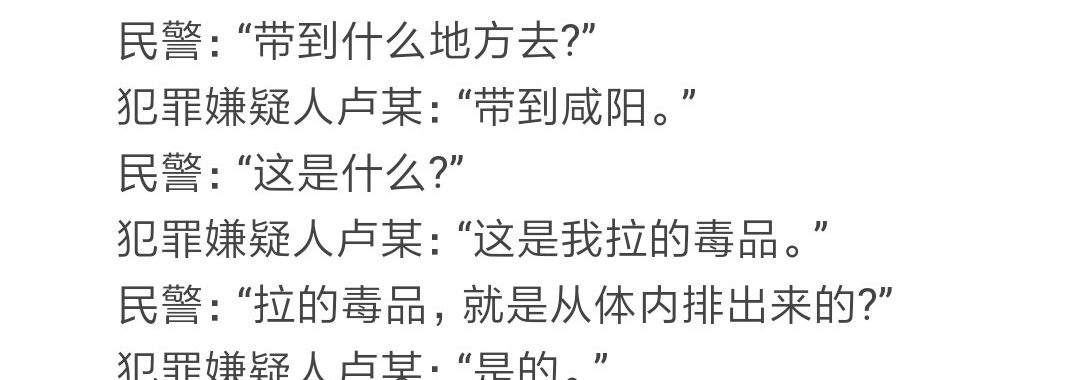 民警：“带到什么地方去?”
犯罪嫌疑人卢某：“带到咸阳。”
民警：“这是什么?”
犯罪嫌疑人卢某：“这是我拉的毒品。”
民警：“拉的毒品，就是从体内排出来的?”
犯罪嫌疑人卢某：“是的。”